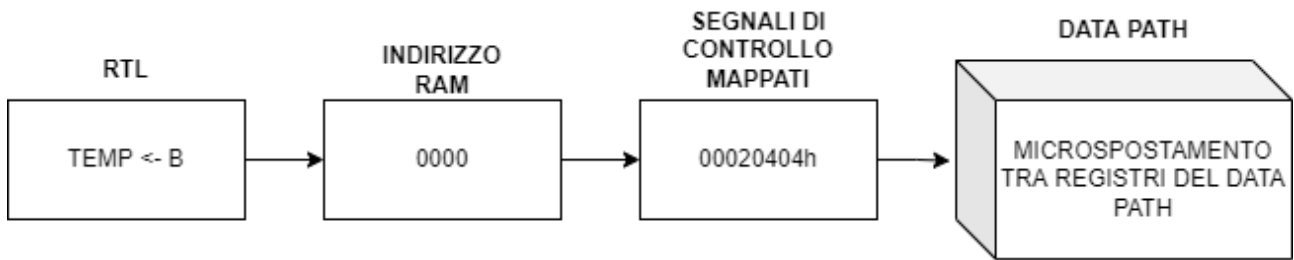 RTL
INDIRIZZO
RAM
SEGNALI DI
CONTROLLO
MAPPATI
DATA PATH
TEMP <- B
0000
00020404h
MICROSPOSTAMENTO
TRA REGISTRI DEL DATA
PATH